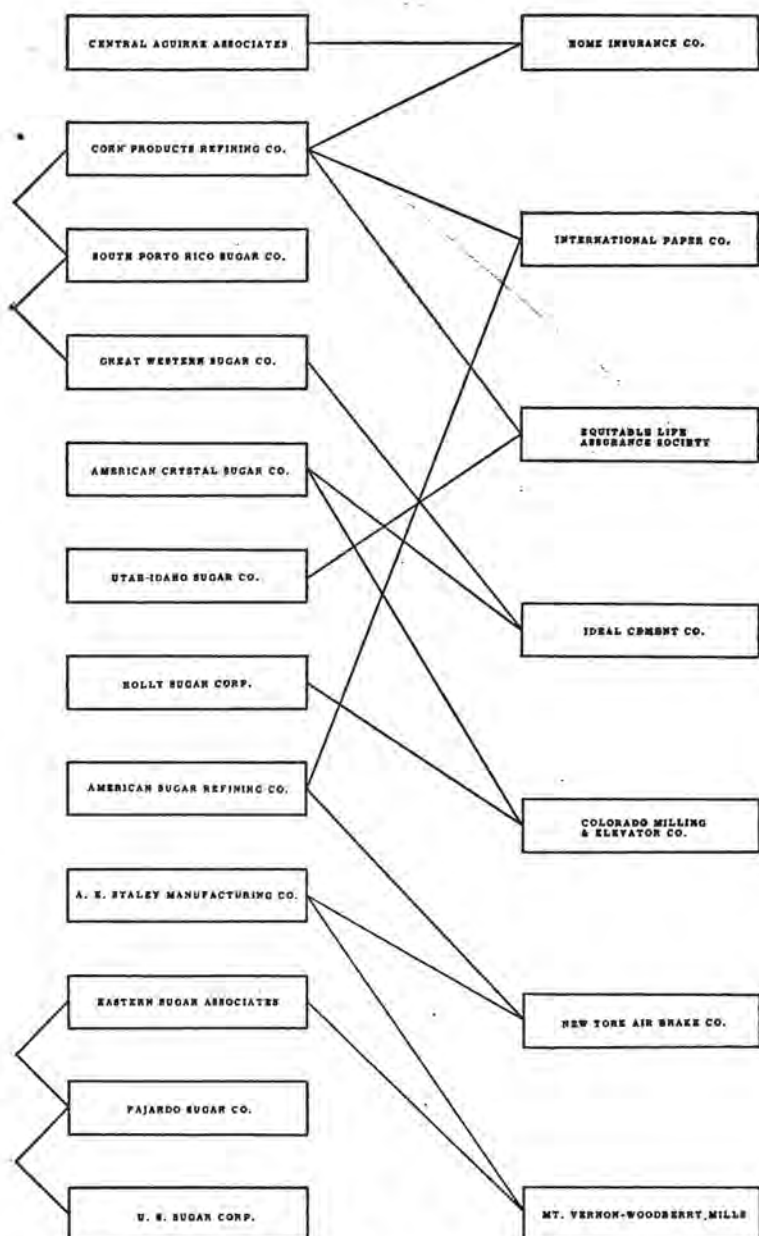 CENTRAL AGUIRRE ASSOCIATES
HOME INSURANCE CO.
CORN PRODUCTS REFINING CO.
INTERNATIONAL PAPER CO.
SOUTH PORTO RICO SUGAR CO.
GREAT WESTERN SUGAR CO.
EQUITABLE LIFE
ASSURANCE SOCIETY
AMERICAN CRYSTAL SUGAR CO.
UTAH-IDAHO SUGAR CO.
IDEAL CEMENT CO.
HOLLY SUGAR CORP.
AMERICAN SUGAR REFINING CO.
COLORADO MILLING
& ELEVATOR CO.
A. E. STALEY MANUFACTURING CO.
EASTERN SUGAR ASSOCIATES
NEW YORK AIR BRAKE CO.
FAJARDO SUGAR CO.
U. S. SUGAR CORP.
MT. VERNON-WOODBERRY MILLS